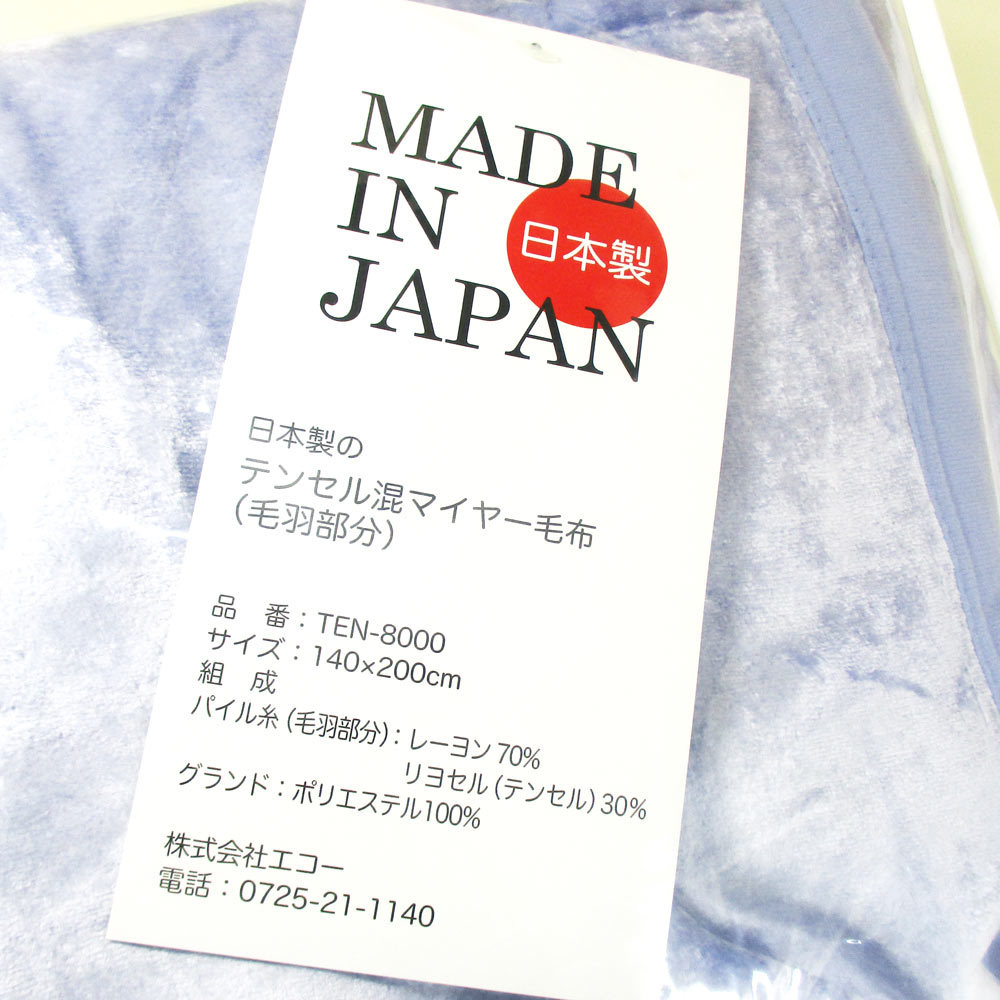 MADE
IN
日本製
JAPAN
日本製の
テンセル混マイヤー毛布
(毛羽部分)
品　番：TEN-8000
サイズ：140×200cm
組　成
パイル糸(毛羽部分)：レーヨン 70%
リヨセル(テンセル)30%
グランド：ポリエステル100%
株式会社エコー
電話：0725-21-1140